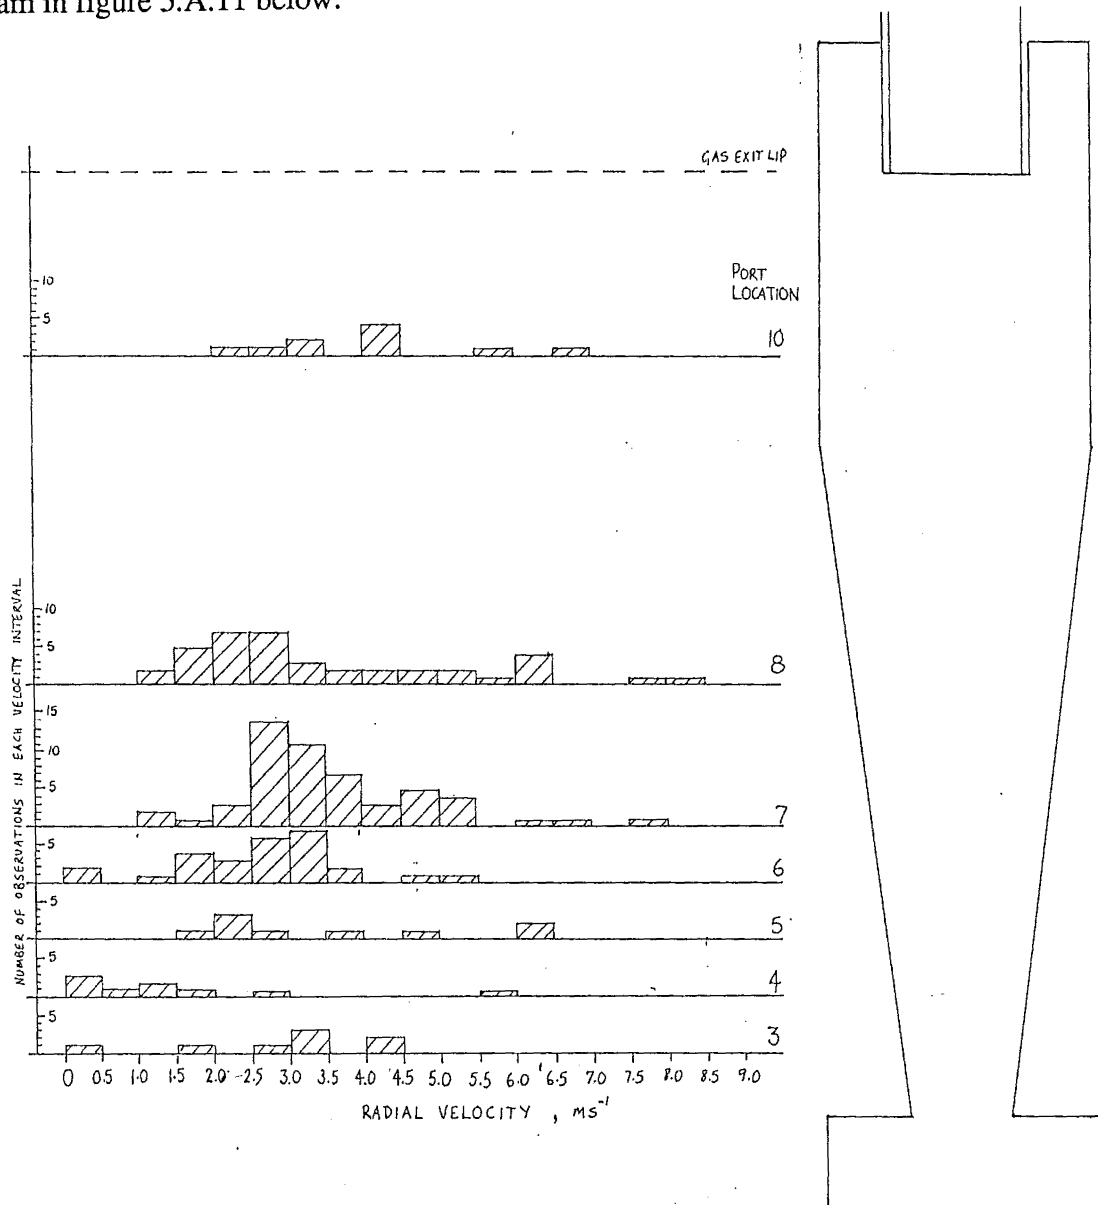 am in figure 5.A.11 below.
GAS EXIT LIP
PORT
LOCATION
10
5
10
10
5
8
15
10
5
7
5
6
5
5
5
4
5
3
NUMBER OF OBSERVATIONS IN EACH VELOCITY INTERVAL
0 0.5 1.0 1.5 2.0 2.5 3.0 3.5 4.0 4.5 5.0 5.5 6.0 6.5 7.0 7.5 8.0 8.5 9.0
RADIAL VELOCITY , MS⁻¹